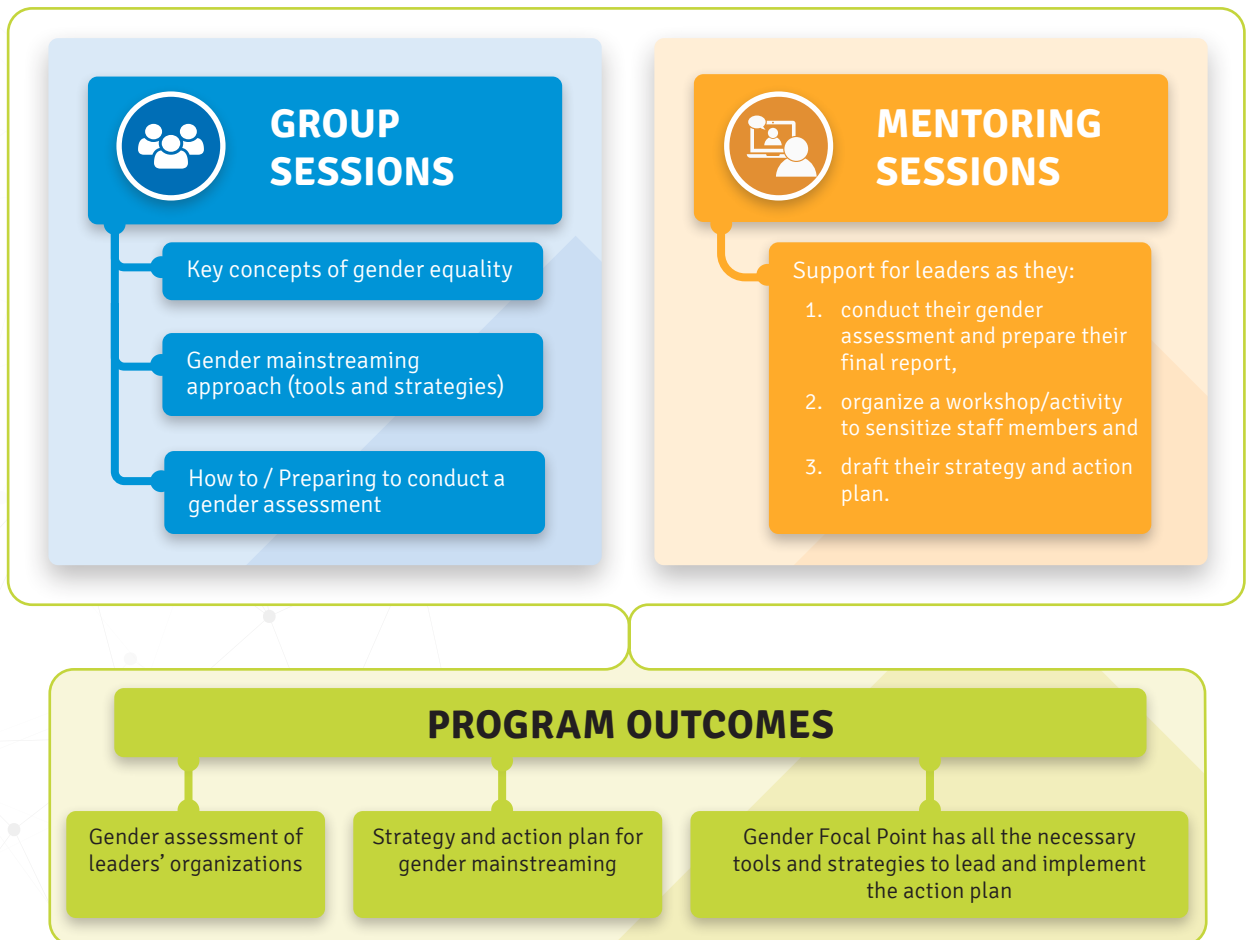 GROUP
SESSIONS
Key concepts of gender equality
Gender mainstreaming
approach (tools and strategies)
How to / Preparing to conduct a
gender assessment
MENTORING
SESSIONS
Support for leaders as they:
1. conduct their gender
assessment and prepare their
final report,
2. organize a workshop/activity
to sensitize staff members and
3. draft their strategy and action
plan.
PROGRAM OUTCOMES
Gender assessment of
leaders’ organizations
Strategy and action plan for
gender mainstreaming
Gender Focal Point has all the necessary
tools and strategies to lead and implement
the action plan